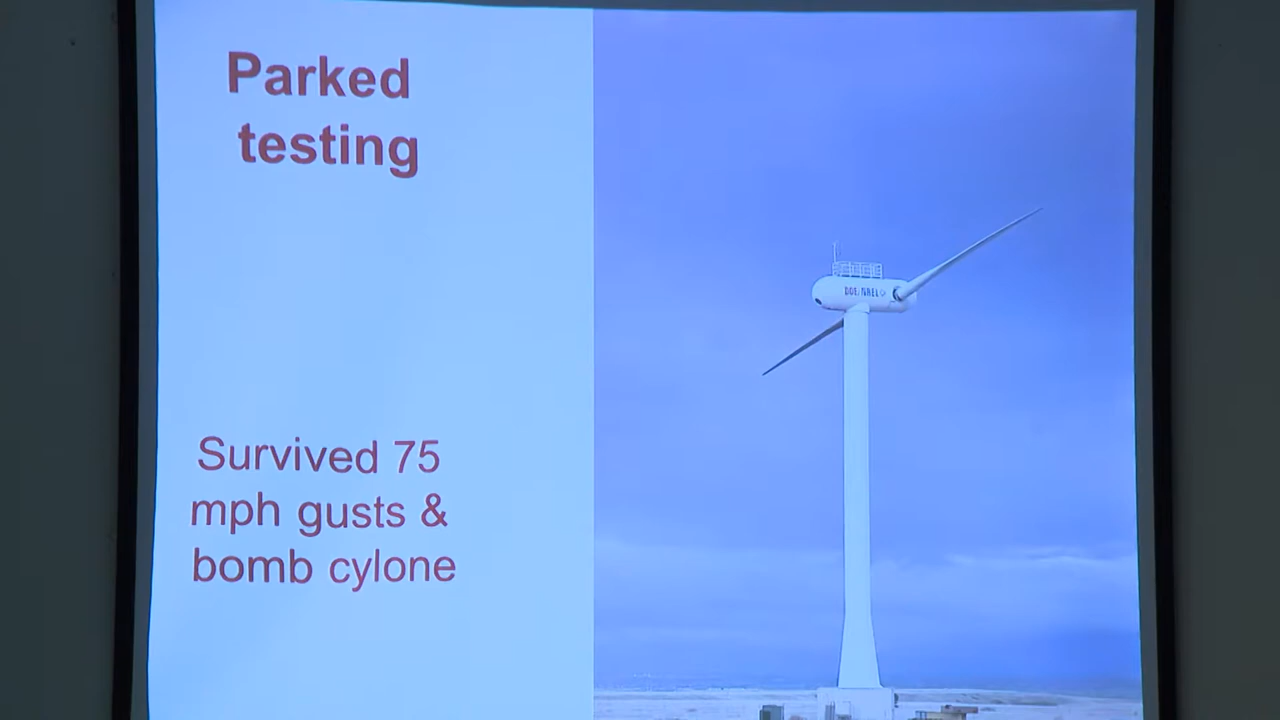 Parked
testing
Survived 75
mph gusts &
bomb cylone
DOE/NREL